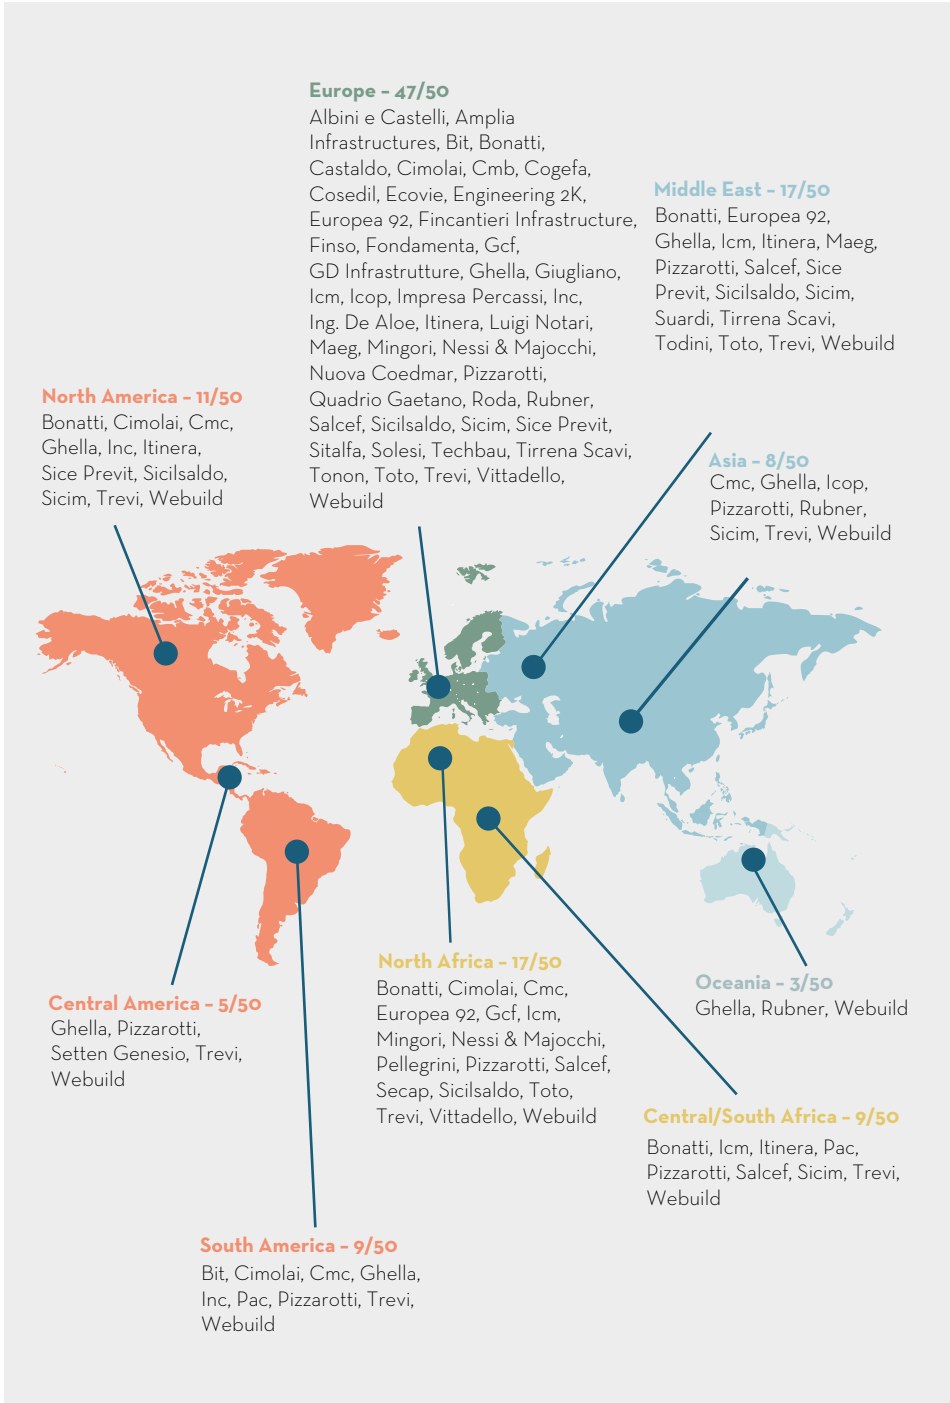 Europe – 47/50
Albini e Castelli, Amplia
Infrastructures, Bit, Bonatti,
Castaldo, Cimolai, Cmb, Cogefa,
Cosedil, Ecovie, Engineering 2K,
Europea 92, Fincantieri Infrastructure,
Finso, Fondamenta, Gcf,
GD Infrastrutture, Ghella, Giugliano,
Icm, Icop, Impresa Percassi, Inc,
Ing. De Aloe, Itinera, Luigi Notari,
Maeg, Mingori, Nessi & Majocchi,
Nuova Coedmar, Pizzarotti,
Quadrio Gaetano, Roda, Rubner,
Salcef, Sicilsaldo, Sicim, Sice Previt,
Sitalfa, Solesi, Techbau, Tirrena Scavi,
Tonon, Toto, Trevi, Vittadello,
Webuild
Middle East – 17/50
Bonatti, Europea 92,
Ghella, Icm, Itinera, Maeg,
Pizzarotti, Salcef, Sice
Previt, Sicilsaldo, Sicim,
Suardi, Tirrena Scavi,
Todini, Toto, Trevi, Webuild
North America – 11/50
Bonatti, Cimolai, Cmc,
Ghella, Inc, Itinera,
Sice Previt, Sicilsaldo,
Sicim, Trevi, Webuild
Asia – 8/50
Cmc, Ghella, Icop,
Pizzarotti, Rubner,
Sicim, Trevi, Webuild
Central America – 5/50
Ghella, Pizzarotti,
Setten Genesio, Trevi,
Webuild
North Africa – 17/50
Bonatti, Cimolai, Cmc,
Europea 92, Gcf, Icm,
Mingori, Nessi & Majocchi,
Pellegrini, Pizzarotti, Salcef,
Secap, Sicilsaldo, Toto,
Trevi, Vittadello, Webuild
Oceania – 3/50
Ghella, Rubner, Webuild
Central/South Africa – 9/50
Bonatti, Icm, Itinera, Pac,
Pizzarotti, Salcef, Sicim, Trevi,
Webuild
South America – 9/50
Bit, Cimolai, Cmc, Ghella,
Inc, Pac, Pizzarotti, Trevi,
Webuild